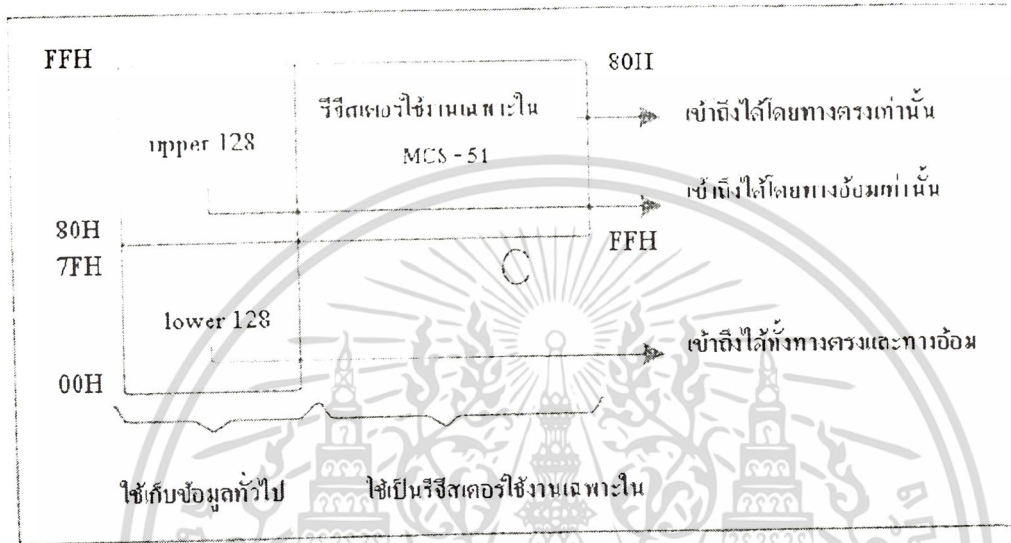 FFH
80H
รีจีสเตอร์ใช้งานเฉพาะใน
MCS - 51
upper 128
เข้าถึงได้โดยทางตรงเท่านั้น
เข้าถึงได้โดยทางอ้อมเท่านั้น
80H
FFH
7FH
lower 128
เข้าถึงได้ทั้งทางตรงและทางอ้อม
00H
ใช้เก็บข้อมูลทั่วไป
ใช้เป็นรีจีสเตอร์ใช้งานเฉพาะใน